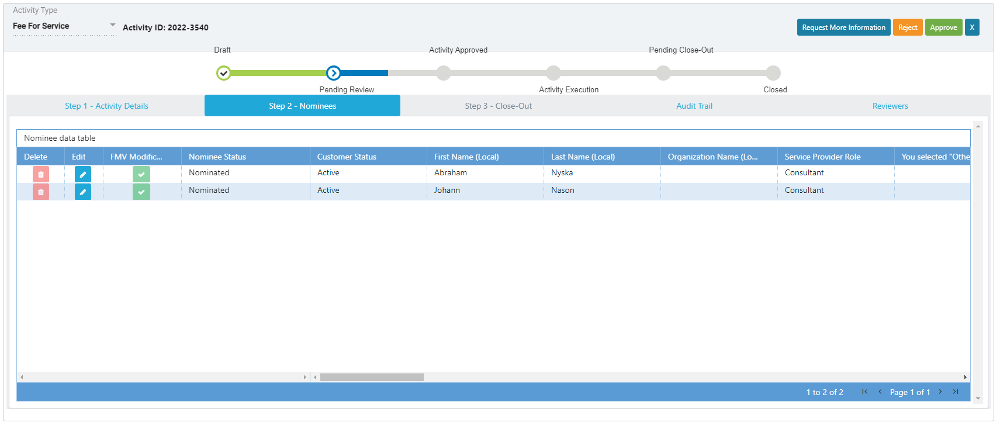 Activity Type
Fee For Service
Activity ID: 2022-3540
Request More Information Reject Approve X
Draft Activity Approved Pending Close-Out
Pending Review Activity Execution Closed
Step 1 - Activity Details Step 2 - Nominees Step 3 - Close-Out Audit Trail Reviewers
Nominee data table
Delete Edit FMV Modific... Nominee Status Customer Status First Name (Local) Last Name (Local) Organization Name (Lo... Service Provider Role You selected "Othe
Nominated Active Abraham Nyska Consultant
Nominated Active Johann Nason Consultant
1 to 2 of 2 Page 1 of 1